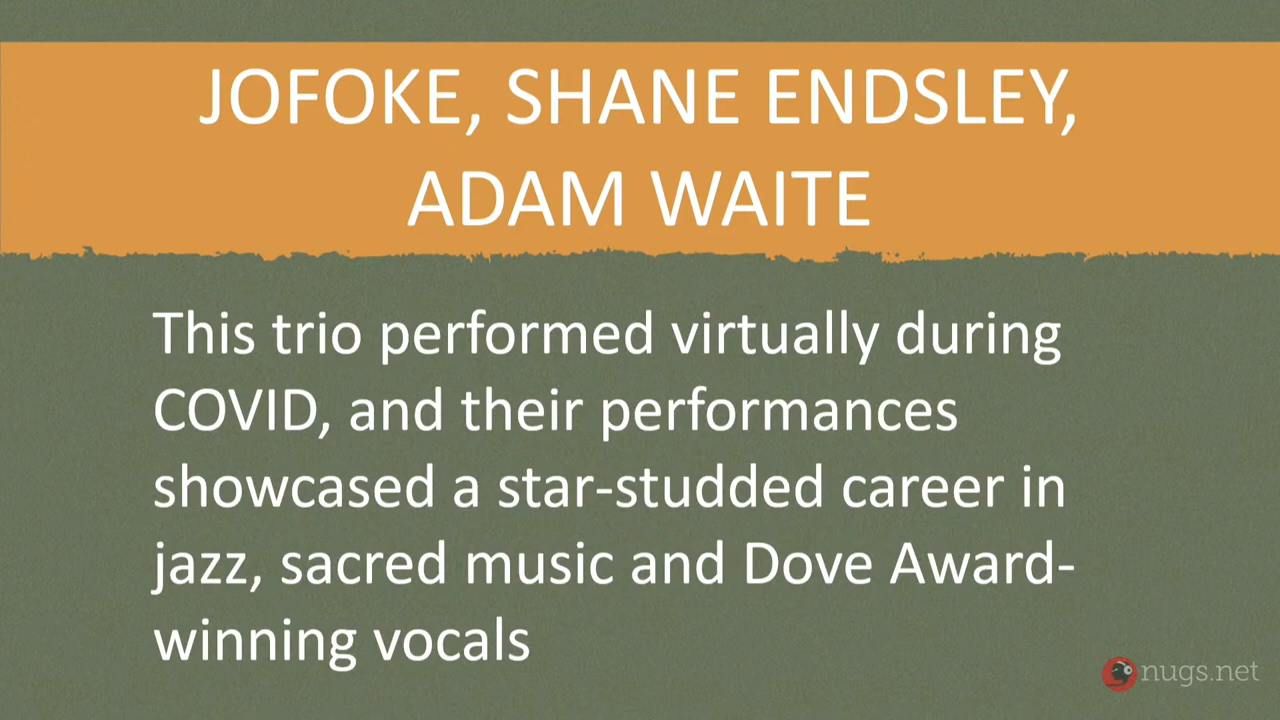 JOFOKE, SHANE ENDSLEY,
ADAM WAITE
This trio performed virtually during
COVID, and their performances
showcased a star-studded career in
jazz, sacred music and Dove Award-
winning vocals
nugs.net